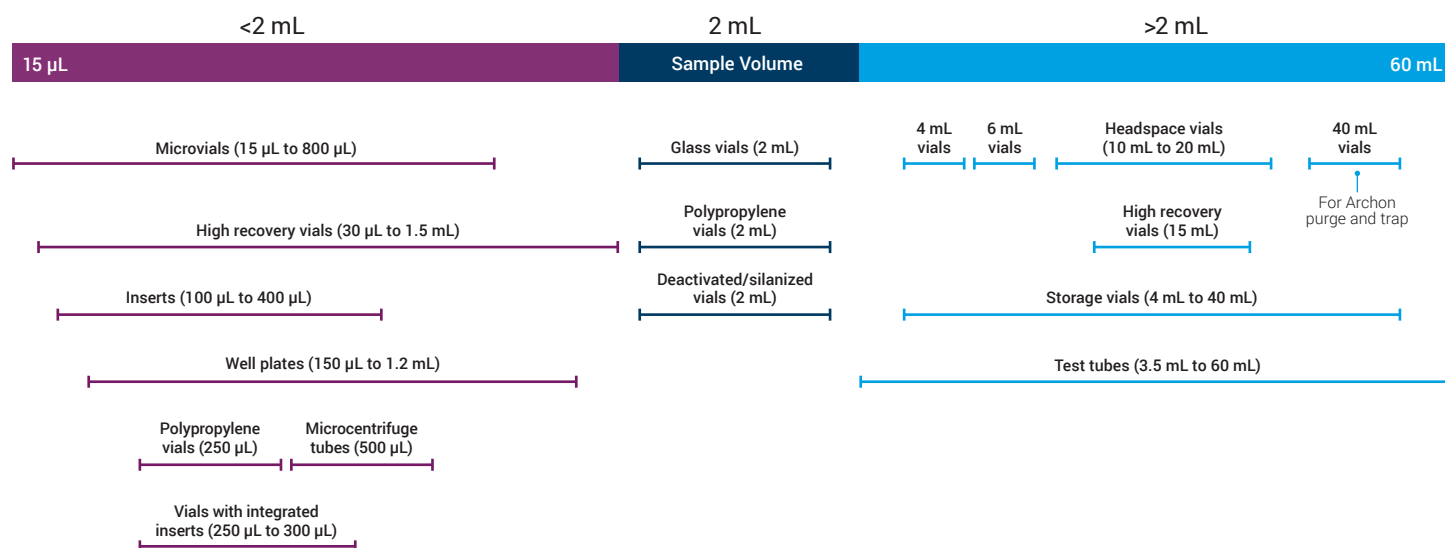 <2 mL
2 mL
>2 mL
15 µL
Sample Volume
60 mL
Microvials (15 µL to 800 µL)
Glass vials (2 mL)
4 mL
vials
6 mL
vials
Headspace vials
(10 mL to 20 mL)
40 mL
vials
For Archon
purge and trap
High recovery vials (30 µL to 1.5 mL)
Polypropylene
vials (2 mL)
High recovery
vials (15 mL)
Inserts (100 µL to 400 µL)
Deactivated/silanized
vials (2 mL)
Storage vials (4 mL to 40 mL)
Well plates (150 µL to 1.2 mL)
Test tubes (3.5 mL to 60 mL)
Polypropylene
vials (250 µL)
Microcentrifuge
tubes (500 µL)
Vials with integrated
inserts (250 µL to 300 µL)